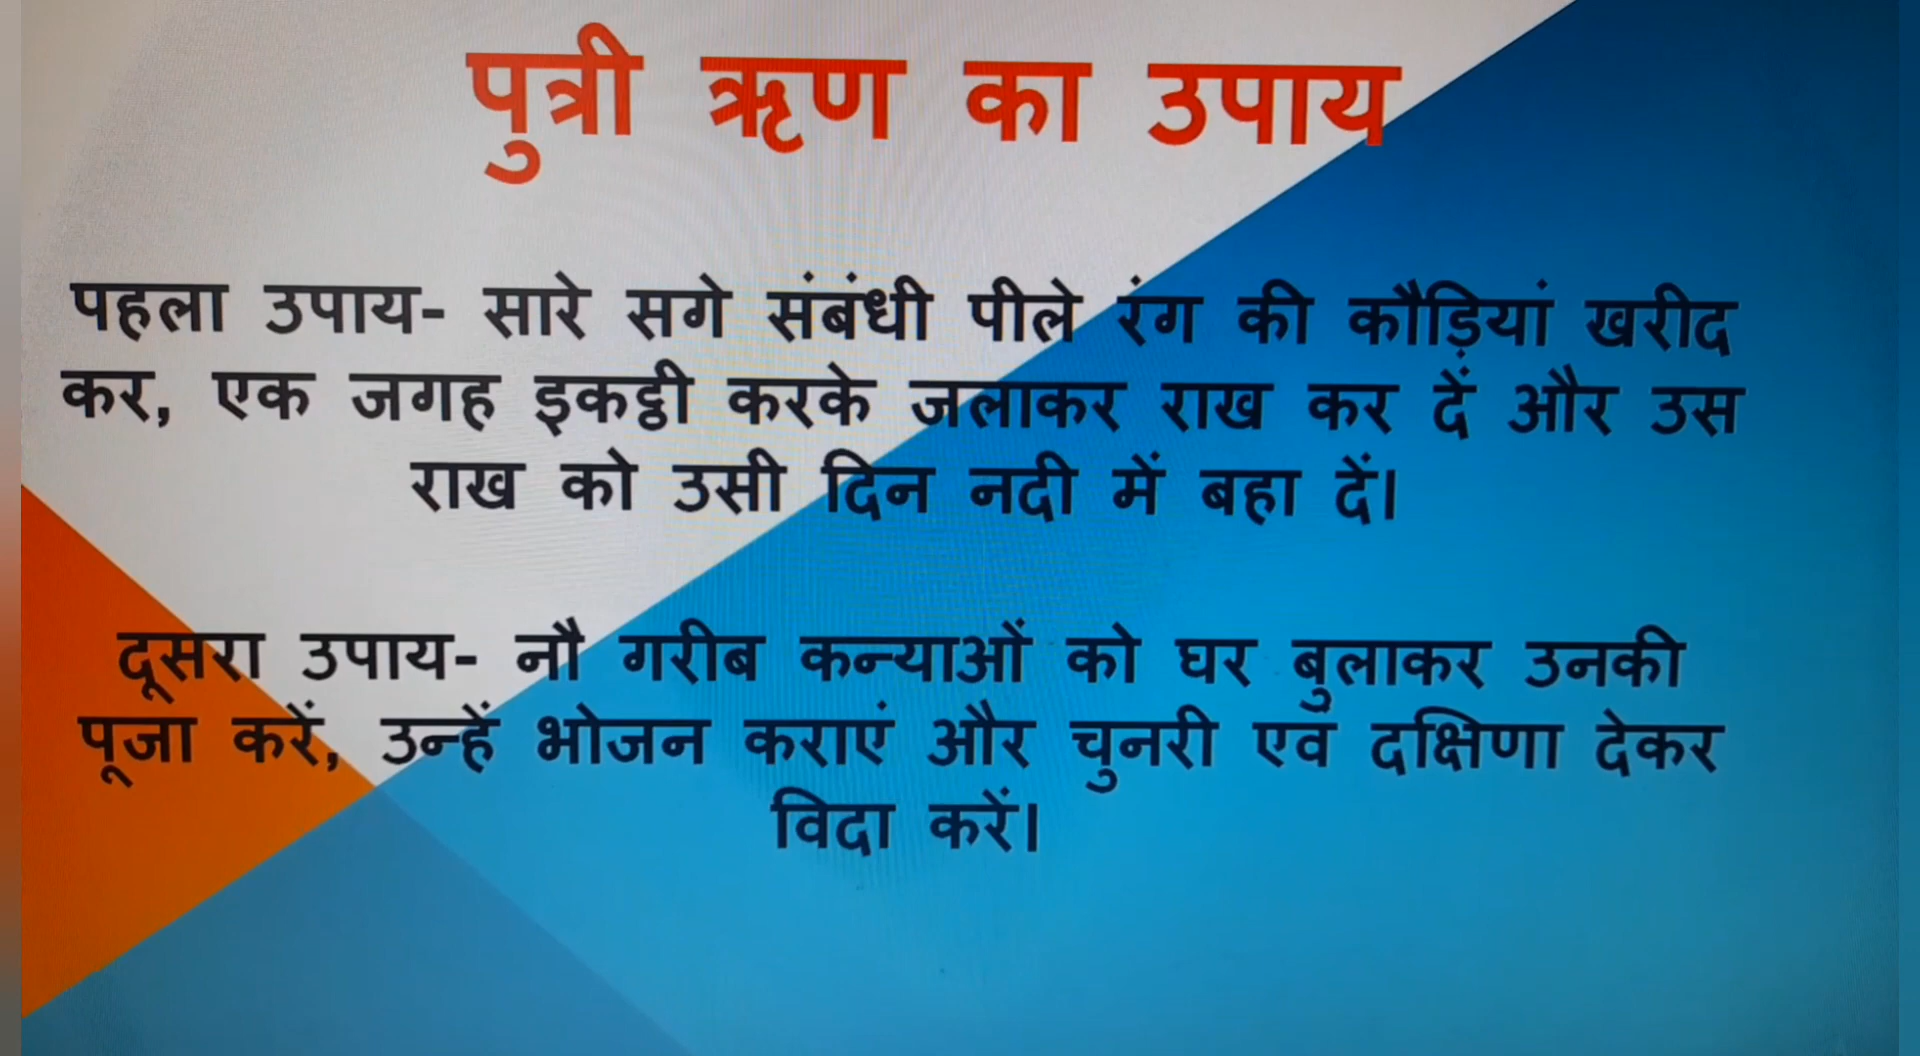 पुत्री ऋण का उपाय
पहला उपाय- सारे सगे संबंधी पीले रंग की कौड़ियां खरीद
कर, एक जगह इकट्ठी करके जलाकर राख कर दें और उस
राख को उसी दिन नदी में बहा दें।
दूसरा उपाय- नौ गरीब कन्याओं को घर बुलाकर उनकी
पूजा करें, उन्हें भोजन कराएं और चुनरी एवं दक्षिणा देकर
विदा करें।